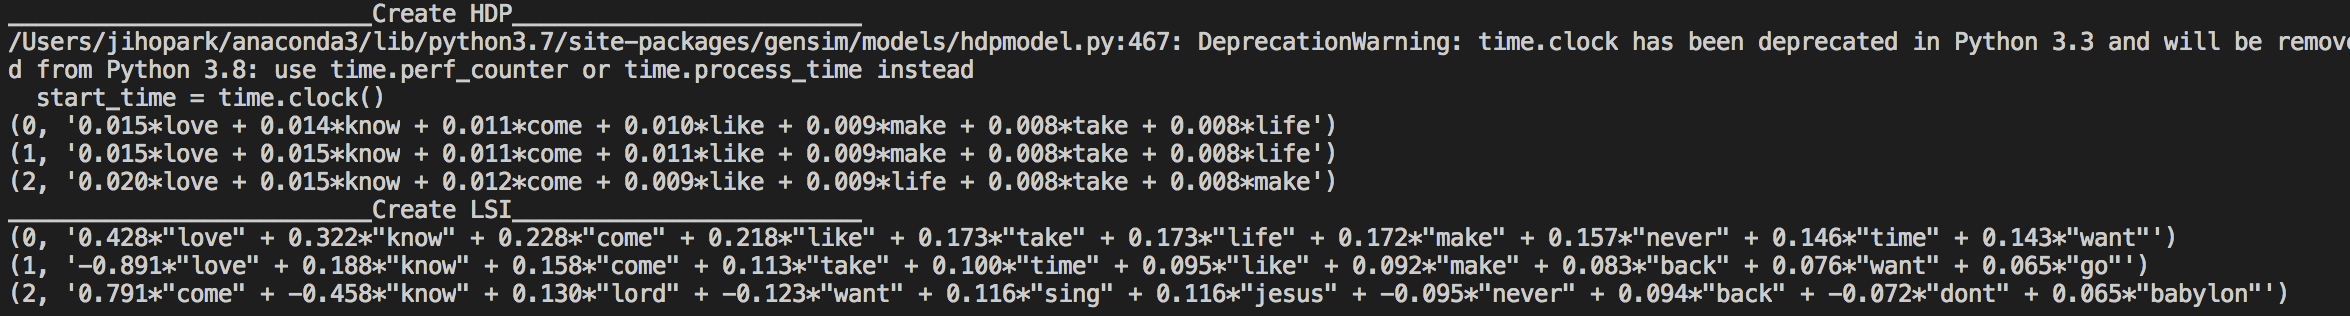 __________________________Create HDP_________________________
/Users/jihopark/anaconda3/lib/python3.7/site-packages/gensim/models/hdpmodel.py:467: DeprecationWarning: time.clock has been deprecated in Python 3.3 and will be remove
d from Python 3.8: use time.perf_counter or time.process_time instead
  start_time = time.clock()
(0, '0.015*love + 0.014*know + 0.011*come + 0.010*like + 0.009*make + 0.008*take + 0.008*life')
(1, '0.015*love + 0.015*know + 0.011*come + 0.011*like + 0.009*make + 0.008*take + 0.008*life')
(2, '0.020*love + 0.015*know + 0.012*come + 0.009*like + 0.009*life + 0.008*take + 0.008*make')
__________________________Create LSI_________________________
(0, '0.428*"love" + 0.322*"know" + 0.228*"come" + 0.218*"like" + 0.173*"take" + 0.173*"life" + 0.172*"make" + 0.157*"never" + 0.146*"time" + 0.143*"want"')
(1, '-0.891*"love" + 0.188*"know" + 0.158*"come" + 0.113*"take" + 0.100*"time" + 0.095*"like" + 0.092*"make" + 0.083*"back" + 0.076*"want" + 0.065*"go"')
(2, '0.791*"come" + -0.458*"know" + 0.130*"lord" + -0.123*"want" + 0.116*"sing" + 0.116*"jesus" + -0.095*"never" + 0.094*"back" + -0.072*"dont" + 0.065*"babylon"')